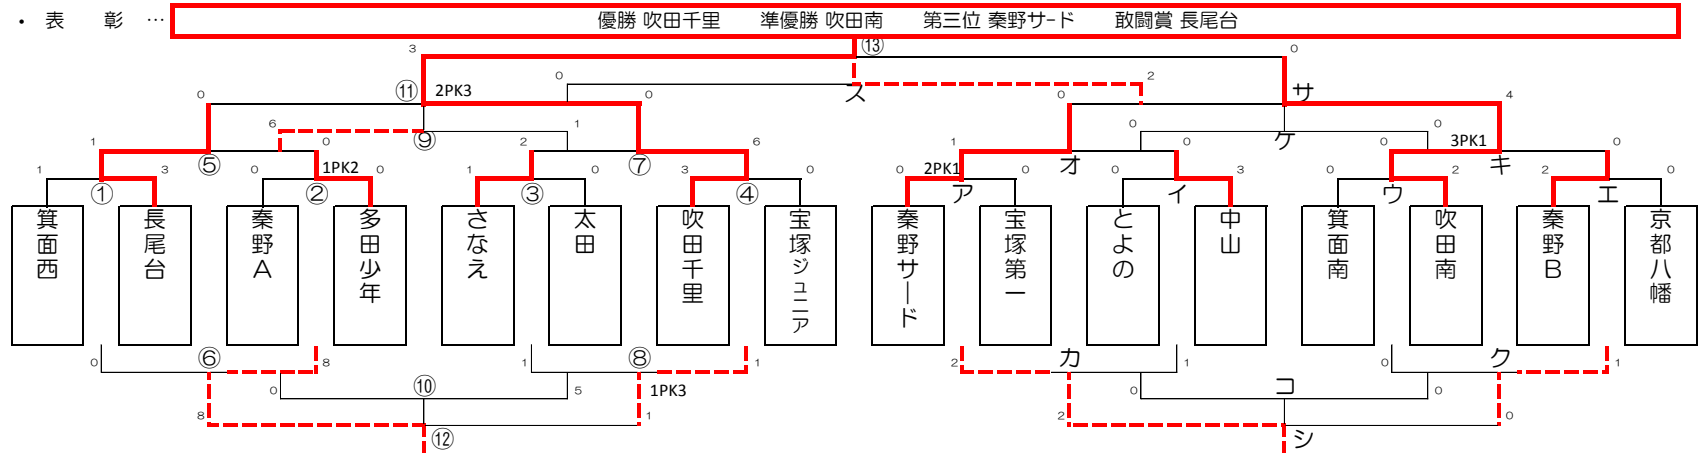 ・ 表 彰 … 優勝 吹田千里 準優勝 吹田南 第三位 秦野サード 敢闘賞 長尾台
3 ⑬ 0
0 2
⑪ 2PK3 ス サ
0 0 0 4
6 ⑨ 1 0 ケ 0
1 0 2 6 1 0 0 3PK1 0
⑤ ⑦ オ キ
1 3 0 1PK2 0 1 0 3 0 0 2PK1 0 0 3 0 2 2 0
① ② ③ ④ ア イ ウ エ
箕面西
長尾台
秦野A
多田少年
さなえ
太田
吹田千里
宝塚ジュニア
秦野サード
宝塚第一
とよの
中山
箕面南
吹田南
秦野B
京都八幡
0 ⑥ 8 1 ⑧ 1 2 カ 1 0 ク 1
0 ⑩ 5 1PK3 0 コ 0
8 1 2 0
⑫ シ